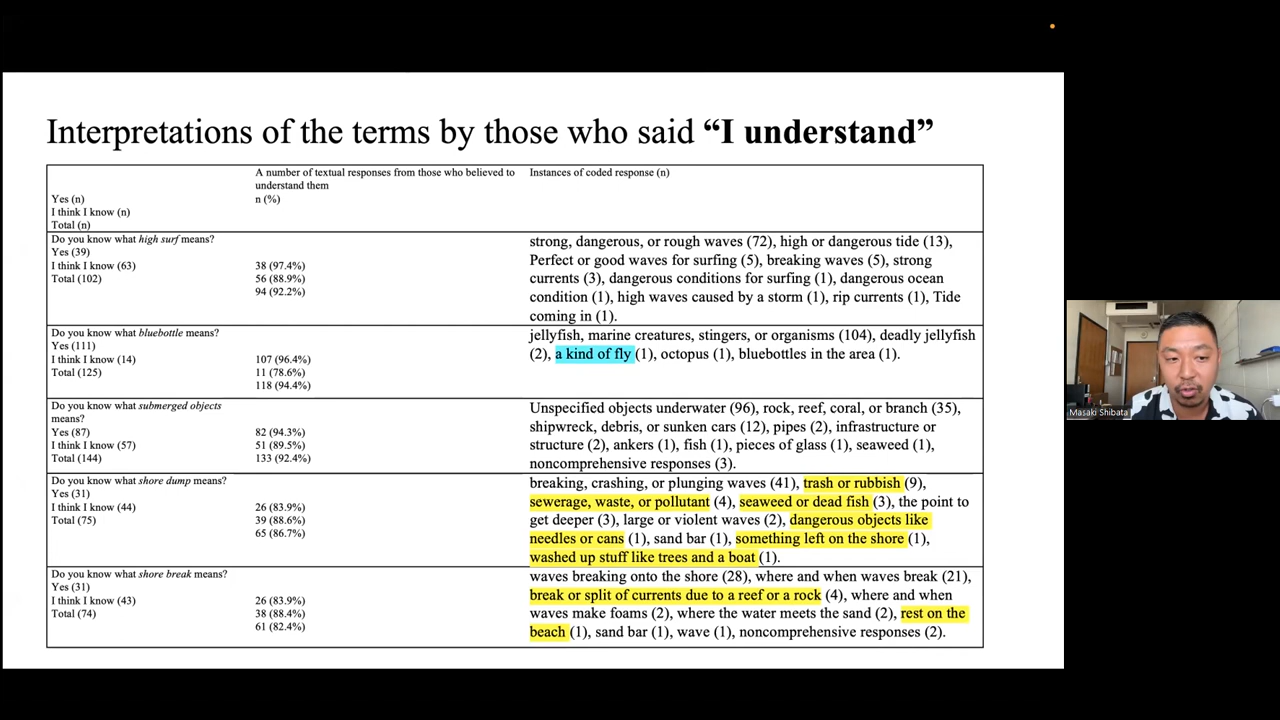 Interpretations of the terms by those who said “I understand”
Yes (n)
I think I know (n)
Total (n)
A number of textual responses from those who believed to
understand them
n (%)
Instances of coded response (n)
Do you know what high surf means?
Yes (39)
I think I know (63)
Total (102)
38 (97.4%)
56 (88.9%)
94 (92.2%)
strong, dangerous, or rough waves (72), high or dangerous tide (13),
Perfect or good waves for surfing (5), breaking waves (5), strong
currents (3), dangerous conditions for surfing (1), dangerous ocean
condition (1), high waves caused by a storm (1), rip currents (1), Tide
coming in (1).
Do you know what bluebottle means?
Yes (111)
I think I know (14)
Total (125)
107 (96.4%)
11 (78.6%)
118 (94.4%)
jellyfish, marine creatures, stingers, or organisms (104), deadly jellyfish
(2), a kind of fly (1), octopus (1), bluebottles in the area (1).
Do you know what submerged objects
means?
Yes (87)
I think I know (57)
Total (144)
82 (94.3%)
51 (89.5%)
133 (92.4%)
Unspecified objects underwater (96), rock, reef, coral, or branch (35),
shipwreck, debris, or sunken cars (12), pipes (2), infrastructure or
structure (2), ankers (1), fish (1), pieces of glass (1), seaweed (1),
noncomprehensive responses (3).
Do you know what shore dump means?
Yes (31)
I think I know (44)
Total (75)
26 (83.9%)
39 (88.6%)
65 (86.7%)
breaking, crashing, or plunging waves (41), trash or rubbish (9),
sewerage, waste, or pollutant (4), seaweed or dead fish (3), the point to
get deeper (3), large or violent waves (2), dangerous objects like
needles or cans (1), sand bar (1), something left on the shore (1),
washed up stuff like trees and a boat (1).
Do you know what shore break means?
Yes (31)
I think I know (43)
Total (74)
26 (83.9%)
38 (88.4%)
61 (82.4%)
waves breaking onto the shore (28), where and when waves break (21),
break or split of currents due to a reef or a rock (4), where and when
waves make foams (2), where the water meets the sand (2), rest on the
beach (1), sand bar (1), wave (1), noncomprehensive responses (2).
Masaki Shibata